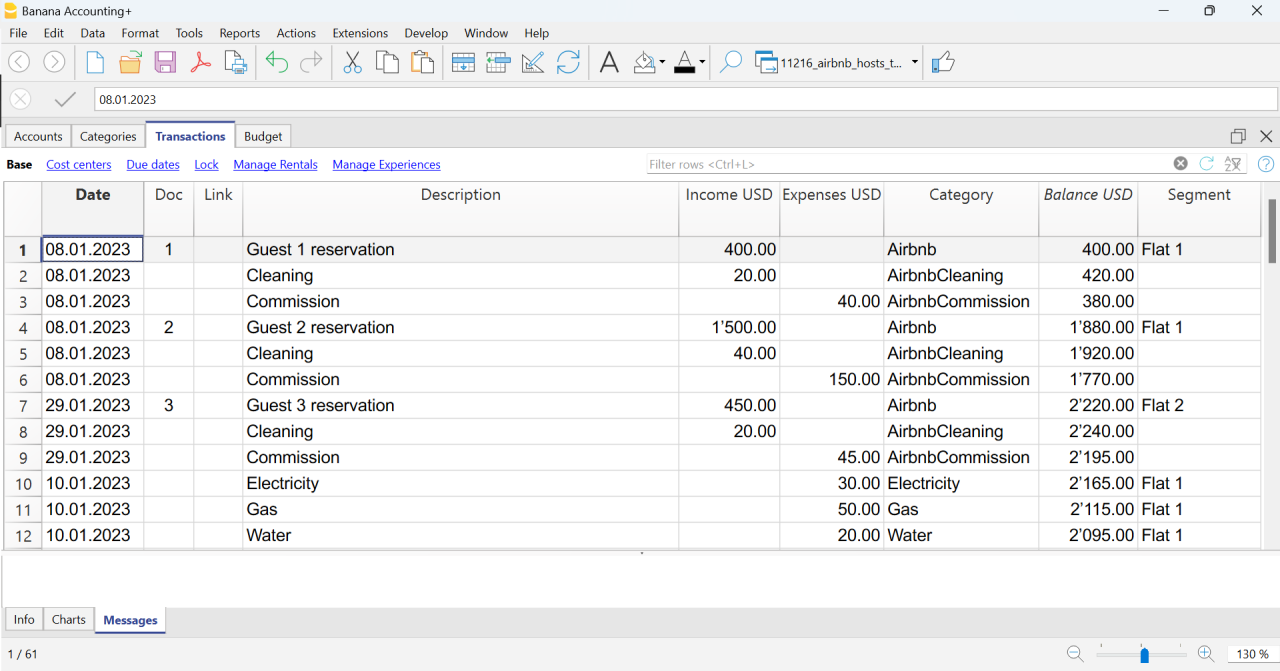 Banana Accounting+
File Edit Data Format Tools Reports Actions Extensions Develop Window Help
11216_airbnb_hosts_t...
08.01.2023
Accounts Categories Transactions Budget
Base Cost centers Due dates Lock Manage Rentals Manage Experiences Filter rows <Ctrl+L>
Date Doc Link Description Income USD Expenses USD Category Balance USD Segment
1 08.01.2023 1 Guest 1 reservation 400.00 Airbnb 400.00 Flat 1
2 08.01.2023 Cleaning 20.00 AirbnbCleaning 420.00
3 08.01.2023 Commission 40.00 AirbnbCommission 380.00
4 08.01.2023 2 Guest 2 reservation 1'500.00 Airbnb 1'880.00 Flat 1
5 08.01.2023 Cleaning 40.00 AirbnbCleaning 1'920.00
6 08.01.2023 Commission 150.00 AirbnbCommission 1'770.00
7 29.01.2023 3 Guest 3 reservation 450.00 Airbnb 2'220.00 Flat 2
8 29.01.2023 Cleaning 20.00 AirbnbCleaning 2'240.00
9 29.01.2023 Commission 45.00 AirbnbCommission 2'195.00
10 10.01.2023 Electricity 30.00 Electricity 2'165.00 Flat 1
11 10.01.2023 Gas 50.00 Gas 2'115.00 Flat 1
12 10.01.2023 Water 20.00 Water 2'095.00 Flat 1
Info Charts Messages
1 / 61 130 %